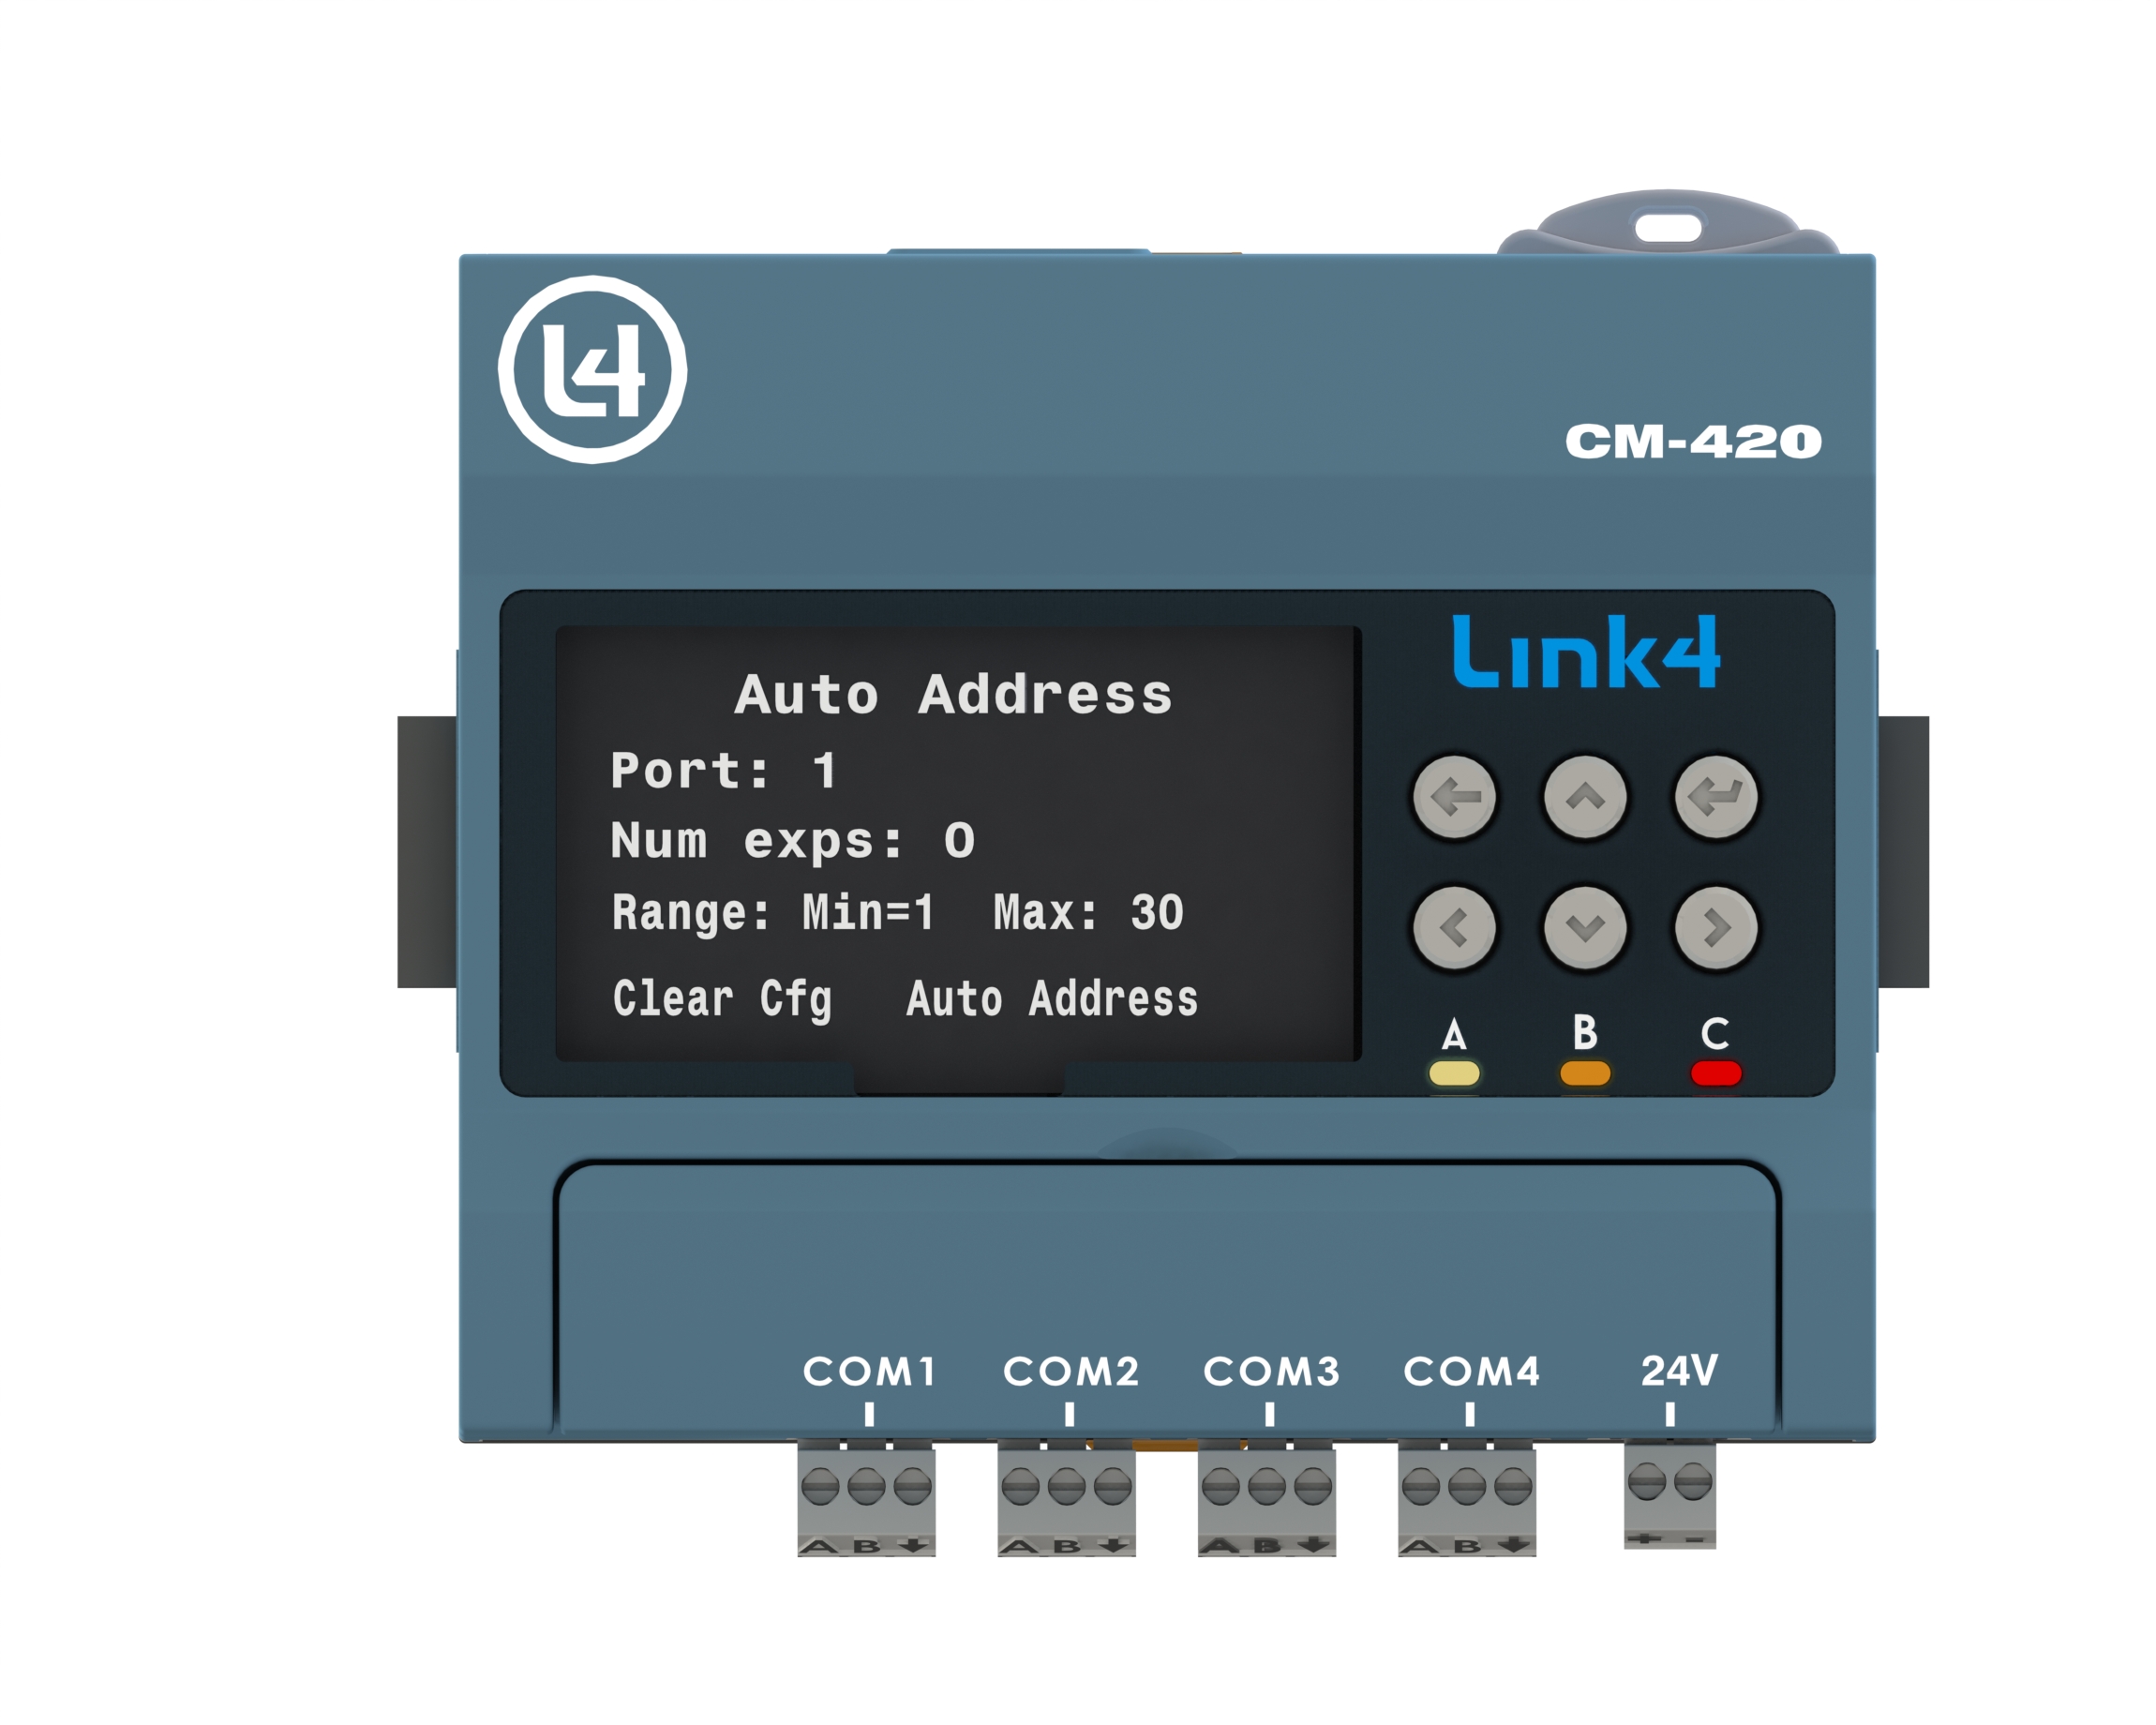 L4
CM-420
Link4
Auto Address
Port: 1
Num exps: 0
Range: Min=1 Max: 30
Clear Cfg Auto Address
A B C
COM1 COM2 COM3 COM4 24V
A B A B A B A B + -